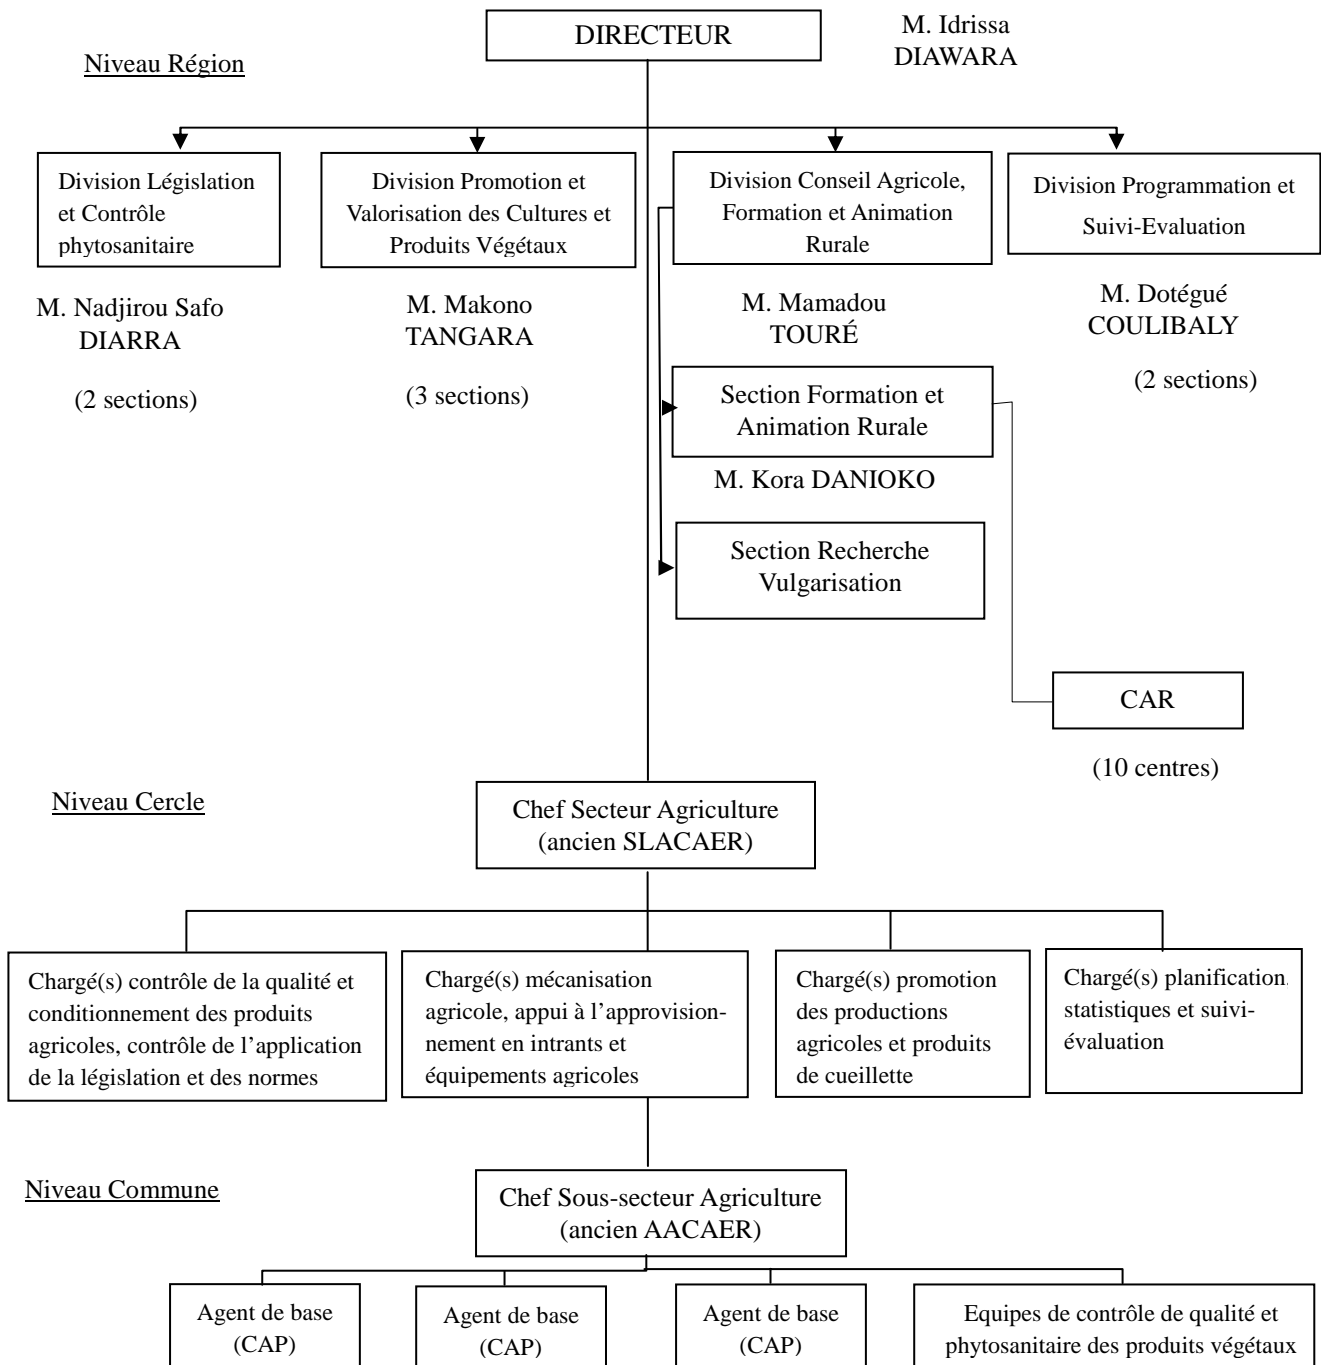 DIRECTEUR
M. Idrissa
DIAWARA
Niveau Région
Division Législation
et Contrôle
phytosanitaire
Division Promotion et
Valorisation des Cultures et
Produits Végétaux
Division Conseil Agricole,
Formation et Animation
Rurale
Division Programmation et
Suivi-Evaluation
M. Nadjirou Safo
DIARRA
(2 sections)
M. Makono
TANGARA
(3 sections)
M. Mamadou
TOURÉ
M. Dotégué
COULIBALY
(2 sections)
Section Formation et
Animation Rurale
M. Kora DANIOKO
Section Recherche
Vulgarisation
CAR
(10 centres)
Niveau Cercle
Chef Secteur Agriculture
(ancien SLACAER)
Chargé(s) contrôle de la qualité et
conditionnement des produits
agricoles, contrôle de l’application
de la législation et des normes
Chargé(s) mécanisation
agricole, appui à l’approvision-
nement en intrants et
équipements agricoles
Chargé(s) promotion
des productions
agricoles et produits
de cueillette
Chargé(s) planification,
statistiques et suivi-
évaluation
Niveau Commune
Chef Sous-secteur Agriculture
(ancien AACAER)
Agent de base
(CAP)
Agent de base
(CAP)
Agent de base
(CAP)
Equipes de contrôle de qualité et
phytosanitaire des produits végétaux